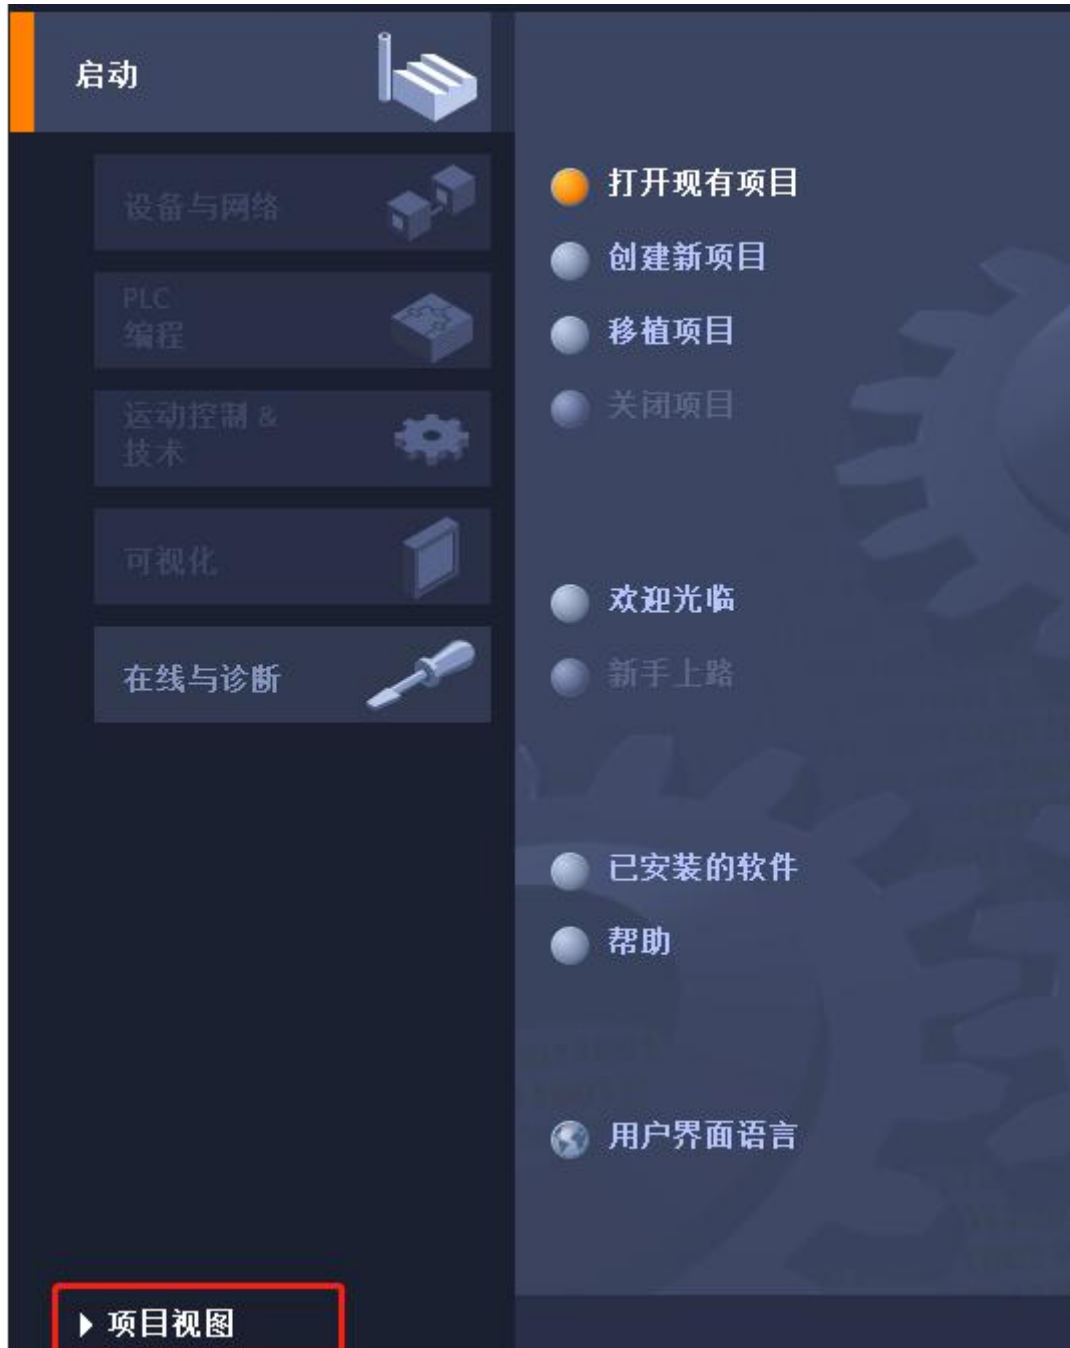 启动
设备与网络
PLC
编程
运动控制 &
技术
可视化
在线与诊断
打开现有项目
创建新项目
移植项目
关闭项目
欢迎光临
新手上路
已安装的软件
帮助
用户界面语言
项目视图